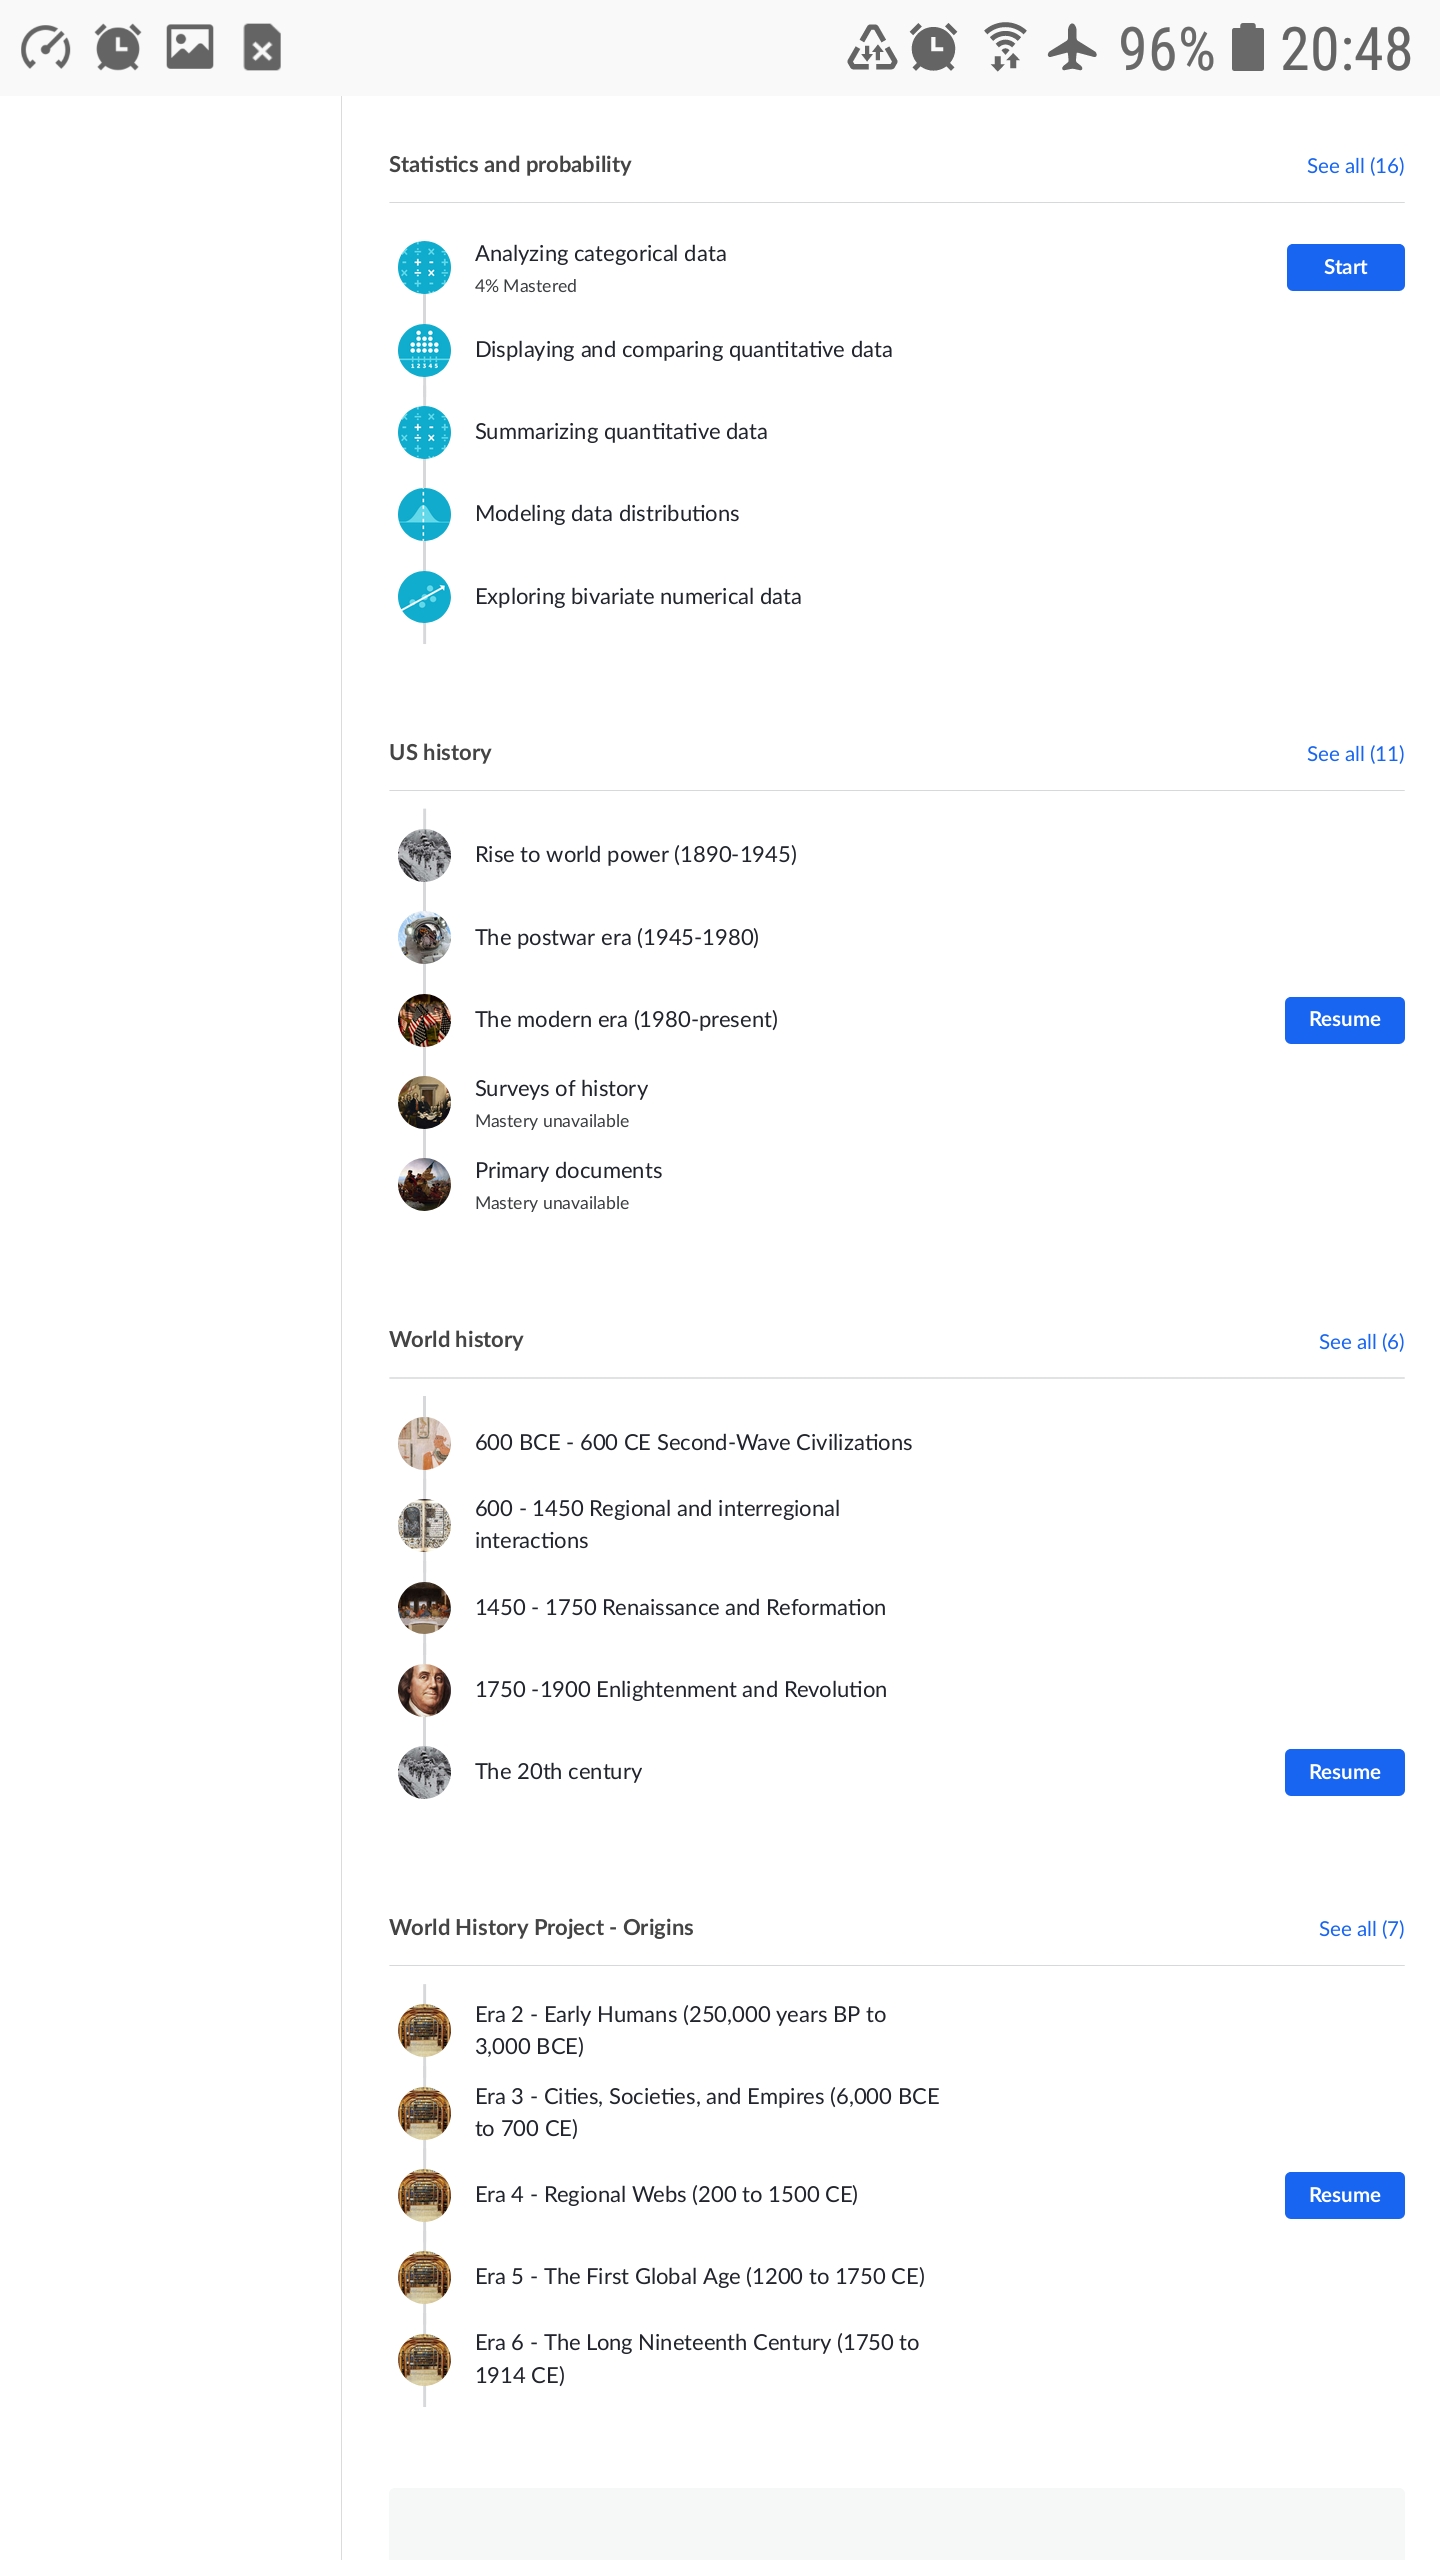 96% 20:48
Statistics and probability
See all (16)
Analyzing categorical data
4% Mastered
Start
Displaying and comparing quantitative data
1 2 3 4 5
Summarizing quantitative data
Modeling data distributions
Exploring bivariate numerical data
US history
See all (11)
Rise to world power (1890-1945)
The postwar era (1945-1980)
The modern era (1980-present)
Resume
Surveys of history
Mastery unavailable
Primary documents
Mastery unavailable
World history
See all (6)
600 BCE - 600 CE Second-Wave Civilizations
600 - 1450 Regional and interregional
interactions
1450 - 1750 Renaissance and Reformation
1750 -1900 Enlightenment and Revolution
The 20th century
Resume
World History Project - Origins
See all (7)
Era 2 - Early Humans (250,000 years BP to
3,000 BCE)
Era 3 - Cities, Societies, and Empires (6,000 BCE
to 700 CE)
Era 4 - Regional Webs (200 to 1500 CE)
Resume
Era 5 - The First Global Age (1200 to 1750 CE)
Era 6 - The Long Nineteenth Century (1750 to
1914 CE)